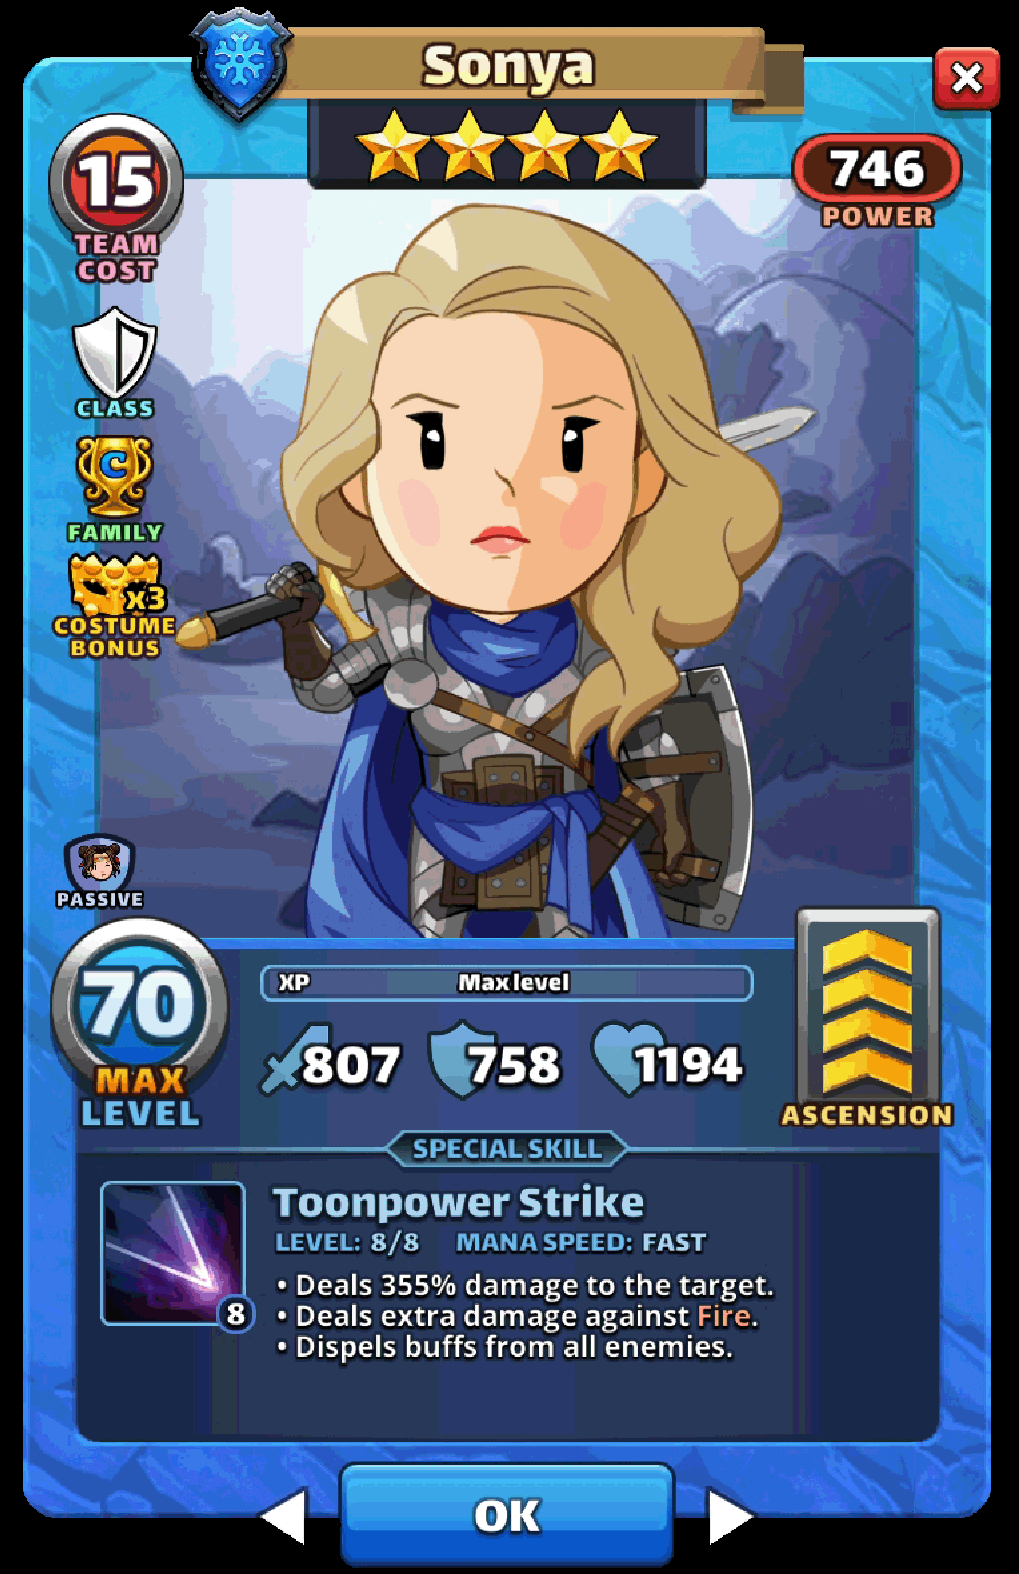 Sonya
15
TEAM
COST
746
POWER
CLASS
C
FAMILY
x3
COSTUME
BONUS
PASSIVE
70
MAX
LEVEL
XP Max level
807 758 1194
ASCENSION
SPECIAL SKILL
Toonpower Strike
LEVEL: 8/8 MANA SPEED: FAST
8
• Deals 355% damage to the target.
• Deals extra damage against Fire.
• Dispels buffs from all enemies.
OK